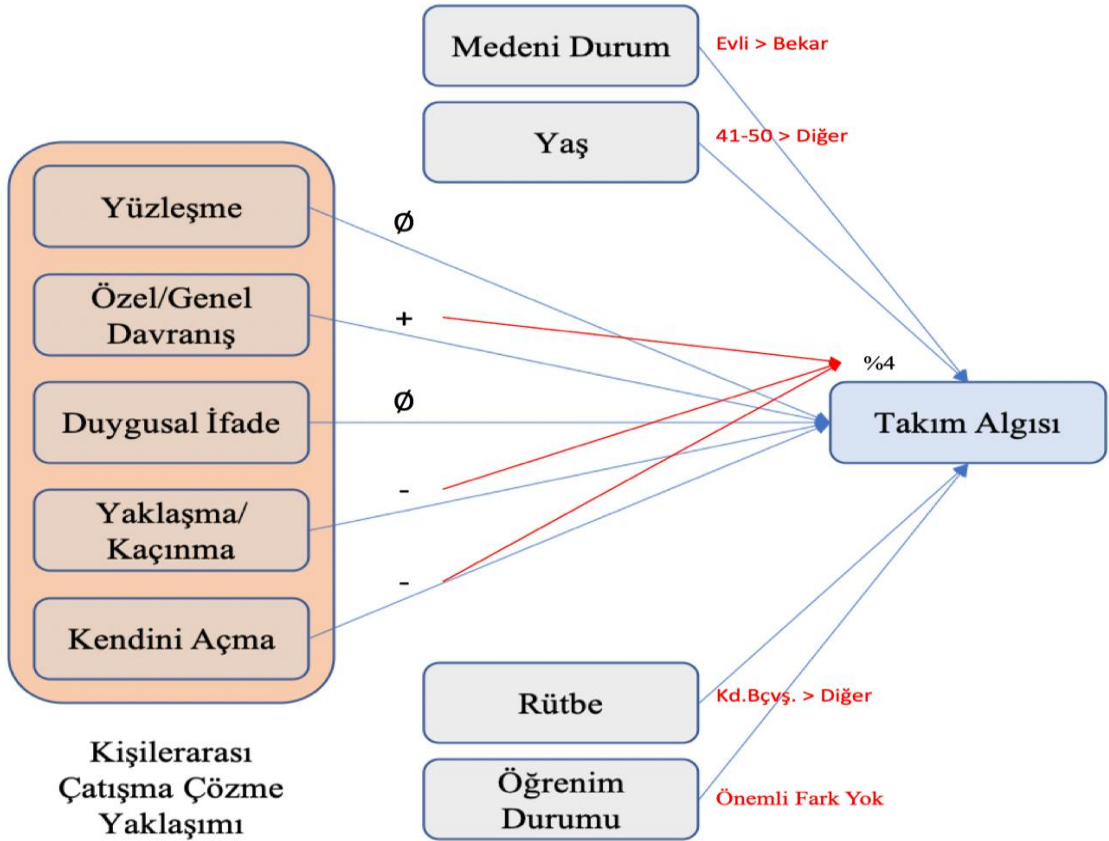 Medeni Durum
Evli > Bekar
Yaş
41-50 > Diğer
Yüzleşme
Ø
Özel/Genel
Davranış
+
%4
Duygusal İfade
Ø
Takım Algısı
Yaklaşma/
Kaçınma
-
Kendini Açma
-
Kişilerarası
Çatışma Çözme
Yaklaşımı
Rütbe
Kd.Bçvş. > Diğer
Öğrenim
Durumu
Önemli Fark Yok